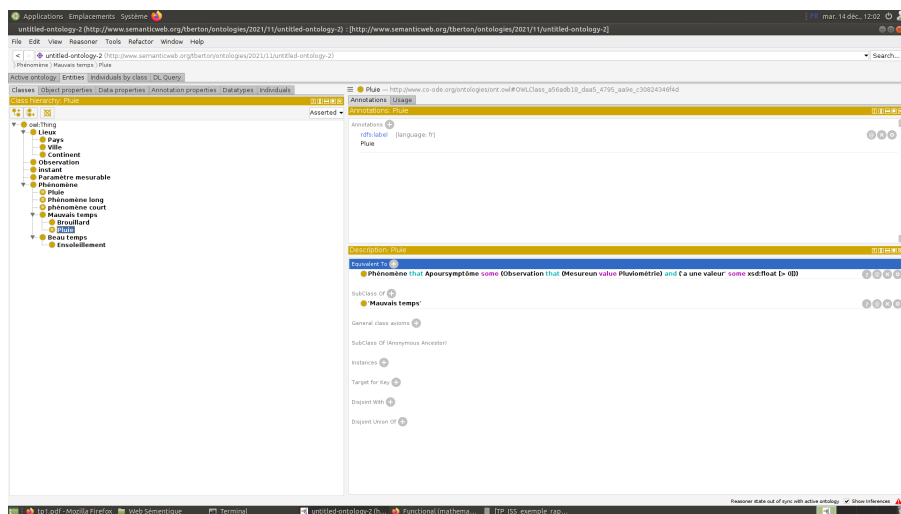 Applications Emplacements Système
FR mar. 14 déc., 12:02
untitled-ontology-2 (http://www.semanticweb.org/tberton/ontologies/2021/11/untitled-ontology-2) : [http://www.semanticweb.org/tberton/ontologies/2021/11/untitled-ontology-2]
File Edit View Reasoner Tools Refactor Window Help
< > untitled-ontology-2 (http://www.semanticweb.org/tberton/ontologies/2021/11/untitled-ontology-2) Search...
Phénomène Mauvais temps Pluie
Active ontology Entities Individuals by class DL Query
Classes Object properties Data properties Annotation properties Datatypes Individuals
Class hierarchy: Pluie
Asserted
owl:Thing
Lieux
Pays
Ville
Continent
Observation
instant
Paramètre mesurable
Phénomène
Pluie
Phénomène long
phénomène court
Mauvais temps
Brouillard
Pluie
Beau temps
Ensoleillement
Pluie — http://www.co-ode.org/ontologies/ont.owl#OWLClass_a56adb18_daa5_4795_aa9e_c30824346f4d
Annotations Usage
Annotations: Pluie
Annotations
rdfs:label [language: fr]
Pluie
Description: Pluie
Equivalent To
Phénomène that Apoursymptôme some (Observation that (Mesureun value Pluviométrie) and ('a une valeur' some xsd:float [> 0]))
SubClass Of
'Mauvais temps'
General class axioms
SubClass Of (Anonymous Ancestor)
Instances
Target for Key
Disjoint With
Disjoint Union Of
Reasoner state out of sync with active ontology Show Inferences
tp1.pdf - Mozilla Firefox Web Sémentique Terminal untitled-ontology-2 (h... Functional (mathema... [TP_ISS_exemple_rap...